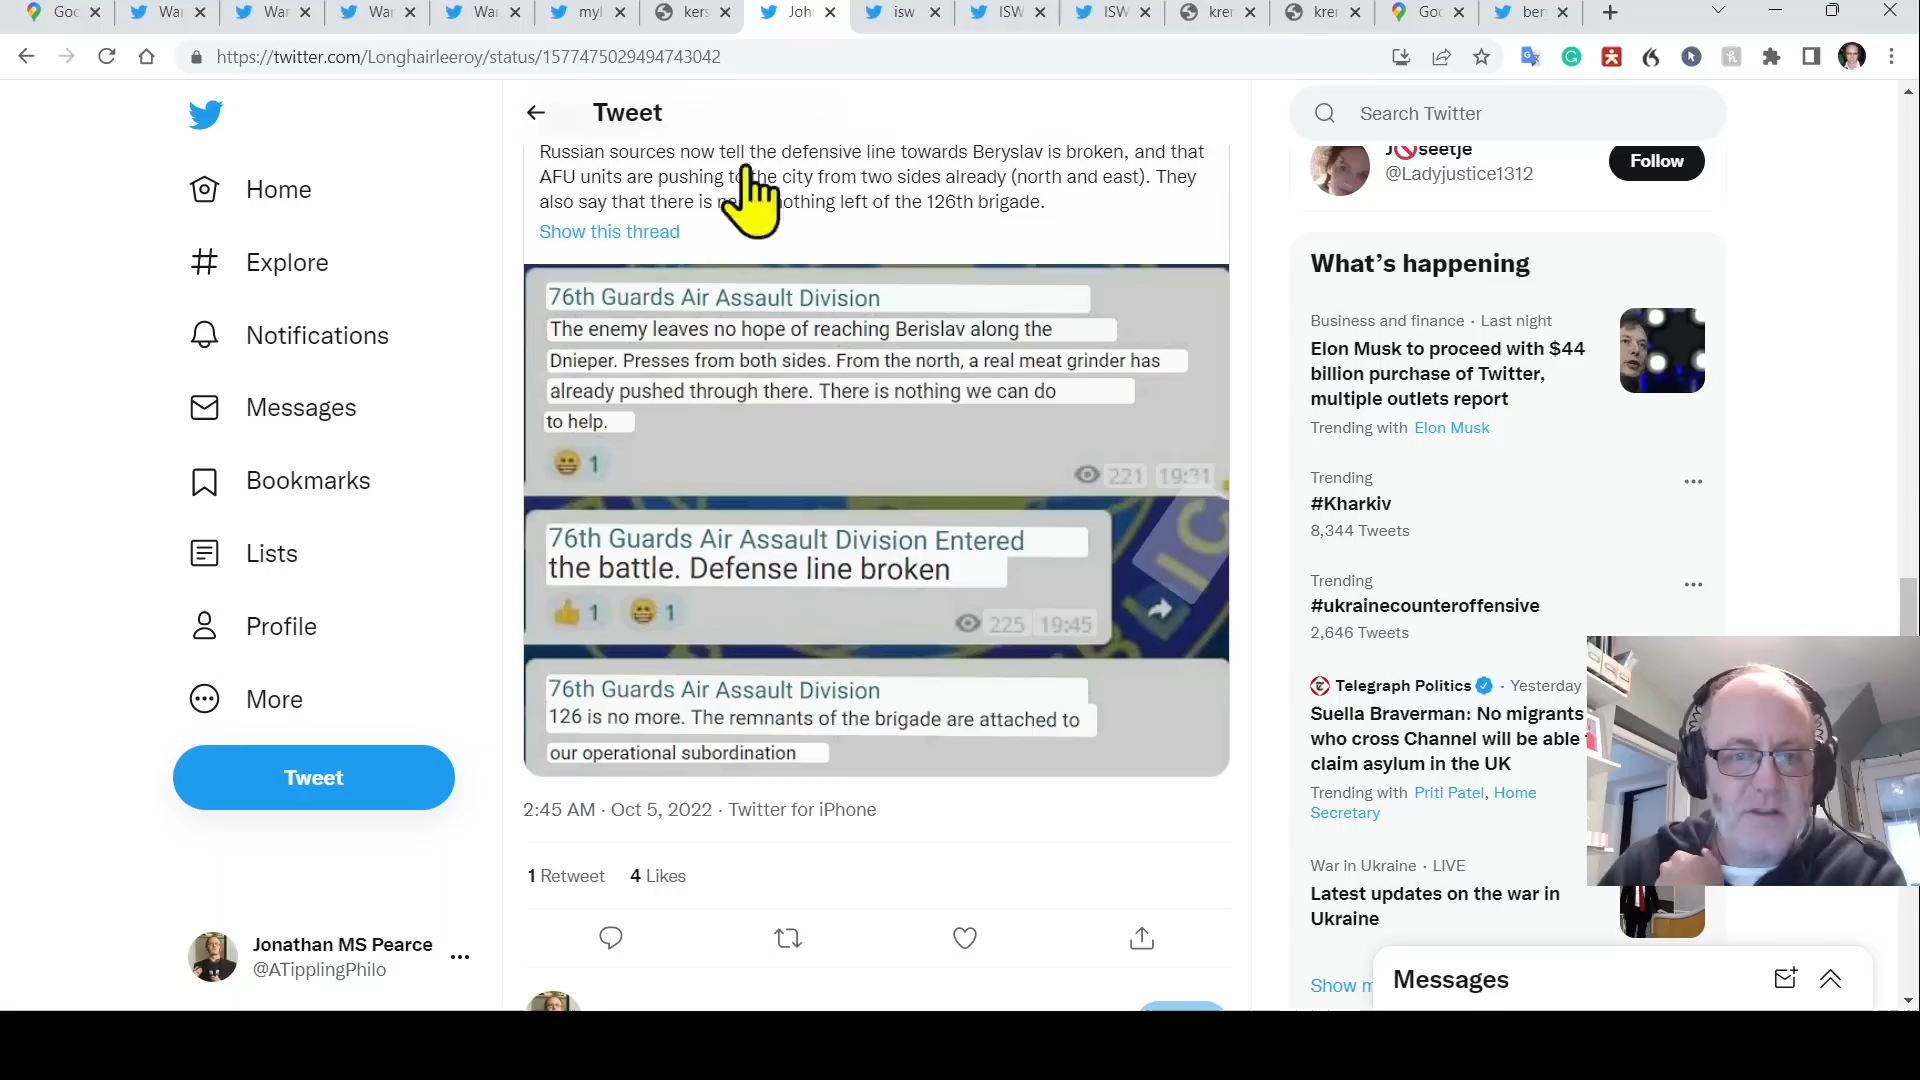 Goc
Wa
Wa
Wa
Wa
myl
kers
Joh
isw
ISW
ISW
krer
krer
Goc
ber
https://twitter.com/Longhairleeroy/status/1577475029494743042
Tweet
Search Twitter
Home
Explore
Notifications
Messages
Bookmarks
Lists
Profile
More
Tweet
Jonathan MS Pearce
@ATipplingPhilo
Russian sources now tell the defensive line towards Beryslav is broken, and that
AFU units are pushing to the city from two sides already (north and east). They
also say that there is nothing left of the 126th brigade.
Show this thread
76th Guards Air Assault Division
The enemy leaves no hope of reaching Berislav along the
Dnieper. Presses from both sides. From the north, a real meat grinder has
already pushed through there. There is nothing we can do
to help.
1
221 19:31
76th Guards Air Assault Division Entered
the battle. Defense line broken
1 1
225 19:45
76th Guards Air Assault Division
126 is no more. The remnants of the brigade are attached to
our operational subordination
2:45 AM · Oct 5, 2022 · Twitter for iPhone
1 Retweet 4 Likes
J🚫seetje
@Ladyjustice1312
Follow
What's happening
Business and finance · Last night
Elon Musk to proceed with $44
billion purchase of Twitter,
multiple outlets report
Trending with Elon Musk
Trending
#Kharkiv
8,344 Tweets
Trending
#ukrainecounteroffensive
2,646 Tweets
Telegraph Politics · Yesterday
Suella Braverman: No migrants
who cross Channel will be able
claim asylum in the UK
Trending with Priti Patel, Home
Secretary
War in Ukraine · LIVE
Latest updates on the war in
Ukraine
Show
Messages